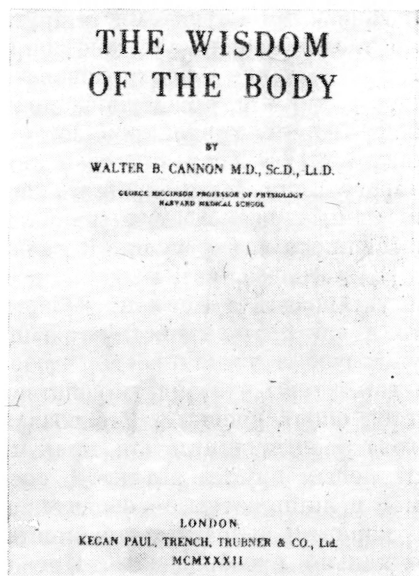 THE WISDOM
OF THE BODY
BY
WALTER B. CANNON M.D., Sc.D., LL.D.
GEORGE HIGGINSON PROFESSOR OF PHYSIOLOGY
HARVARD MEDICAL SCHOOL
LONDON
KEGAN PAUL, TRENCH, TRUBNER & CO., Ltd.
MCMXXXII